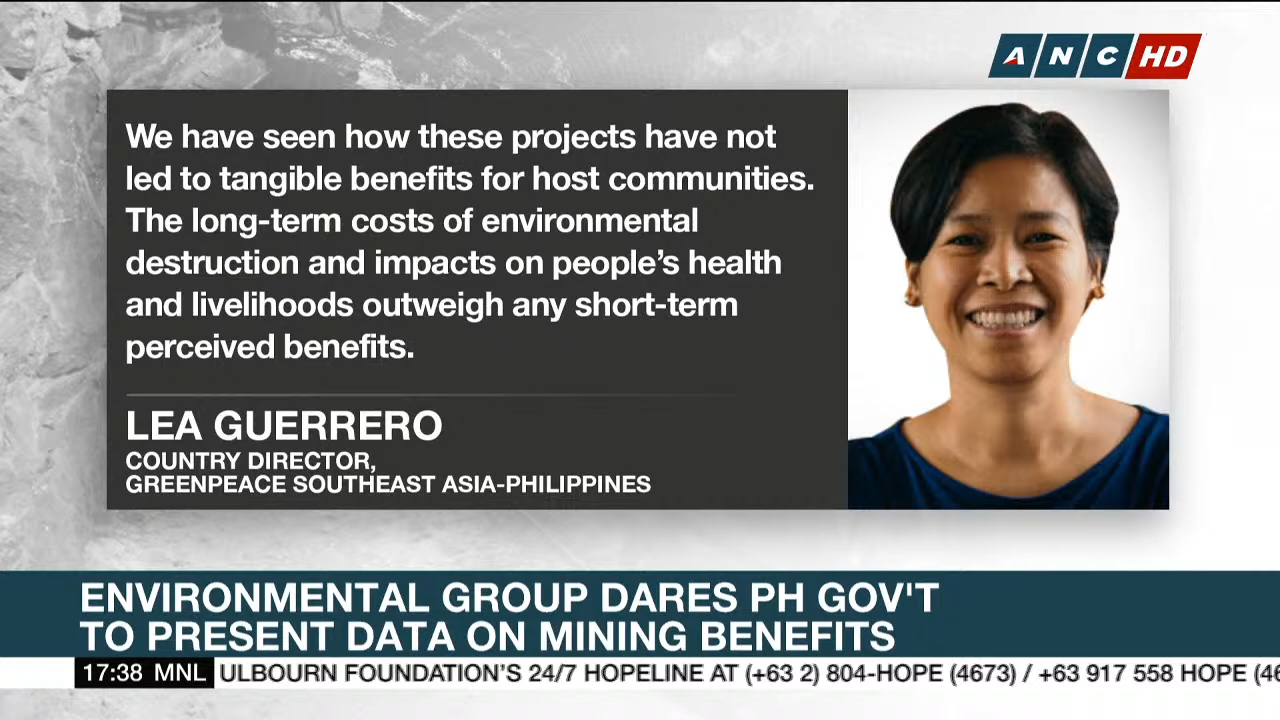 ANC HD
We have seen how these projects have not
led to tangible benefits for host communities.
The long-term costs of environmental
destruction and impacts on people's health
and livelihoods outweigh any short-term
perceived benefits.
LEA GUERRERO
COUNTRY DIRECTOR,
GREENPEACE SOUTHEAST ASIA-PHILIPPINES
ENVIRONMENTAL GROUP DARES PH GOV'T
TO PRESENT DATA ON MINING BENEFITS
17:38 MNL ULBOURN FOUNDATION'S 24/7 HOPELINE AT (+63 2) 804-HOPE (4673) / +63 917 558 HOPE (46